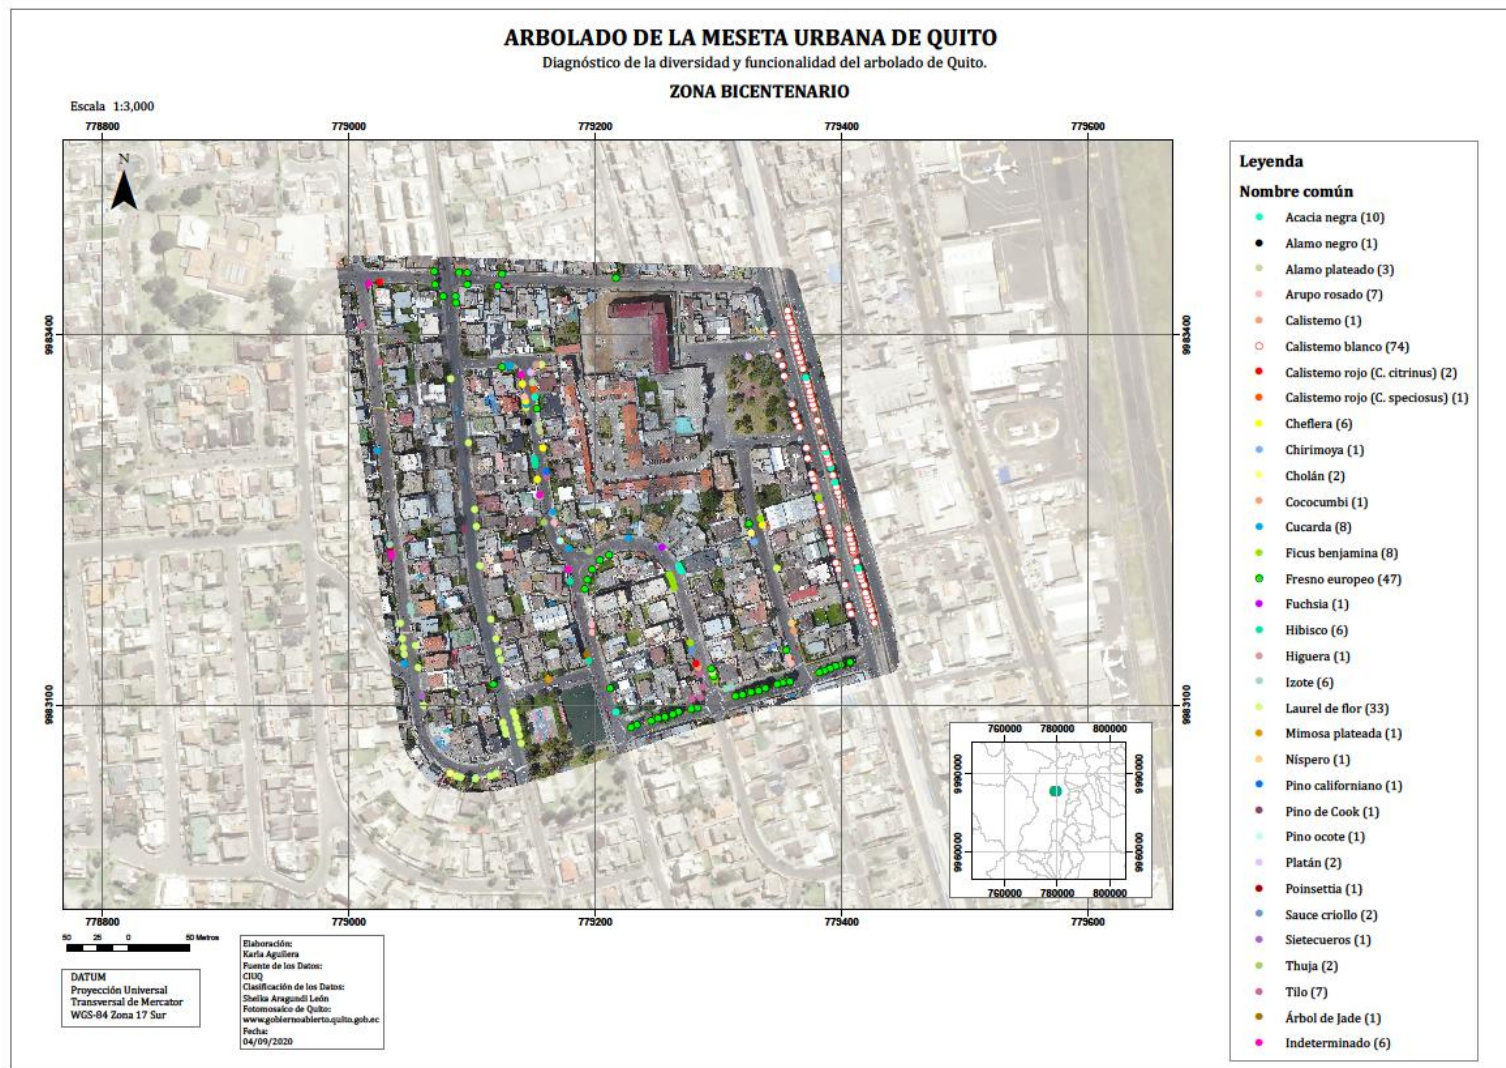 ARBOLADO DE LA MESETA URBANA DE QUITO
Diagnóstico de la diversidad y funcionalidad del arbolado de Quito.
ZONA BICENTENARIO
Escala 1:3,000
778800 779000 779200 779400 779600
N
9983400 9983400
9983100 9983100
778800 779000 779200 779400 779600
760000 780000 800000
9980000 9980000
9960000 9960000
760000 780000 800000
50 25 0 50 Metros
DATUM
Proyección Universal
Transversal de Mercator
WGS-84 Zona 17 Sur
Elaboración:
Karla Aguilera
Fuente de los Datos:
CIUQ
Clasificación de los Datos:
Sheika Aragundi León
Fotomosaico de Quito:
www.gobiernoabierto.quito.gob.ec
Fecha:
04/09/2020
Leyenda
Nombre común
Acacia negra (10)
Alamo negro (1)
Alamo plateado (3)
Arupo rosado (7)
Calistemo (1)
Calistemo blanco (74)
Calistemo rojo (C. citrinus) (2)
Calistemo rojo (C. speciosus) (1)
Cheflera (6)
Chirimoya (1)
Cholán (2)
Cococumbi (1)
Cucarda (8)
Ficus benjamina (8)
Fresno europeo (47)
Fuchsia (1)
Hibisco (6)
Higuera (1)
Izote (6)
Laurel de flor (33)
Mimosa plateada (1)
Níspero (1)
Pino californiano (1)
Pino de Cook (1)
Pino ocote (1)
Platán (2)
Poinsettia (1)
Sauce criollo (2)
Sietecueros (1)
Thuja (2)
Tilo (7)
Árbol de Jade (1)
Indeterminado (6)